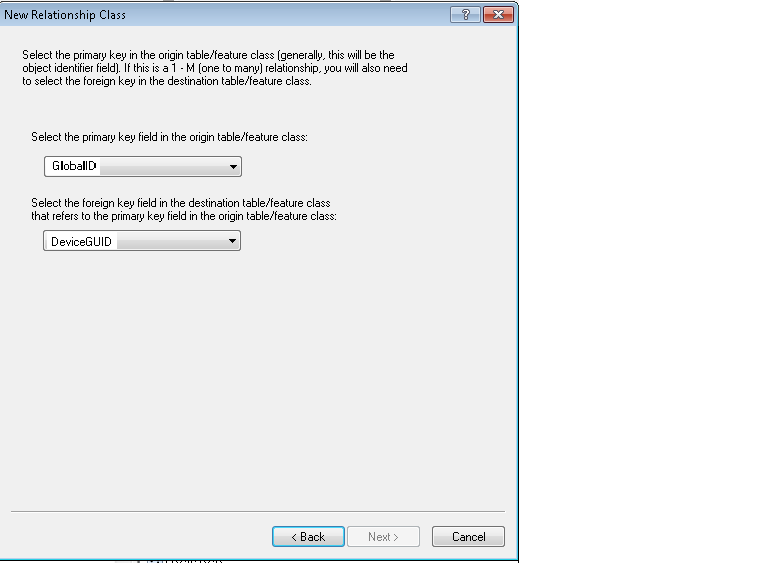 New Relationship Class
?
Select the primary key in the origin table/feature class (generally, this will be the
object identifier field). If this is a 1 - M (one to many) relationship, you will also need
to select the foreign key in the destination table/feature class.
Select the primary key field in the origin table/feature class:
GlobalID
Select the foreign key field in the destination table/feature class
that refers to the primary key field in the origin table/feature class:
DeviceGUID
< Back
Next >
Cancel